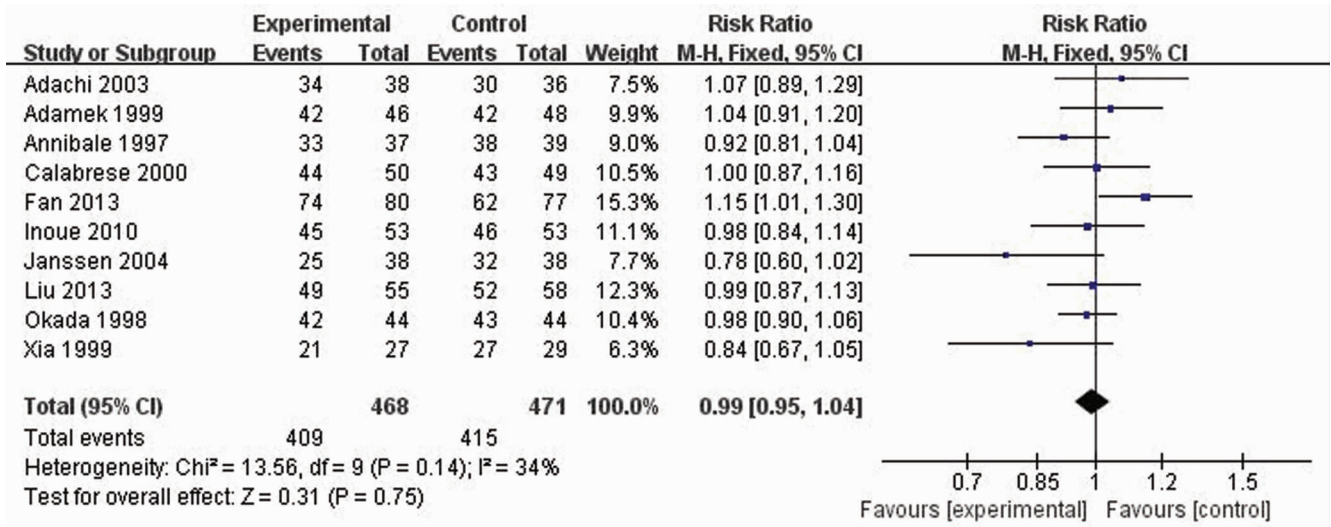 Experimental Control Risk Ratio Risk Ratio
Study or Subgroup Events Total Events Total Weight M-H, Fixed, 95% CI M-H, Fixed, 95% CI
Adachi 2003 34 38 30 36 7.5% 1.07 [0.89, 1.29]
Adamek 1999 42 46 42 48 9.9% 1.04 [0.91, 1.20]
Annibale 1997 33 37 38 39 9.0% 0.92 [0.81, 1.04]
Calabrese 2000 44 50 43 49 10.5% 1.00 [0.87, 1.16]
Fan 2013 74 80 62 77 15.3% 1.15 [1.01, 1.30]
Inoue 2010 45 53 46 53 11.1% 0.98 [0.84, 1.14]
Janssen 2004 25 38 32 38 7.7% 0.78 [0.60, 1.02]
Liu 2013 49 55 52 58 12.3% 0.99 [0.87, 1.13]
Okada 1998 42 44 43 44 10.4% 0.98 [0.90, 1.06]
Xia 1999 21 27 27 29 6.3% 0.84 [0.67, 1.05]
Total (95% CI) 468 471 100.0% 0.99 [0.95, 1.04]
Total events 409 415
Heterogeneity: Chi² = 13.56, df = 9 (P = 0.14); I² = 34%
Test for overall effect: Z = 0.31 (P = 0.75)
0.7 0.85 1 1.2 1.5
Favours [experimental] Favours [control]